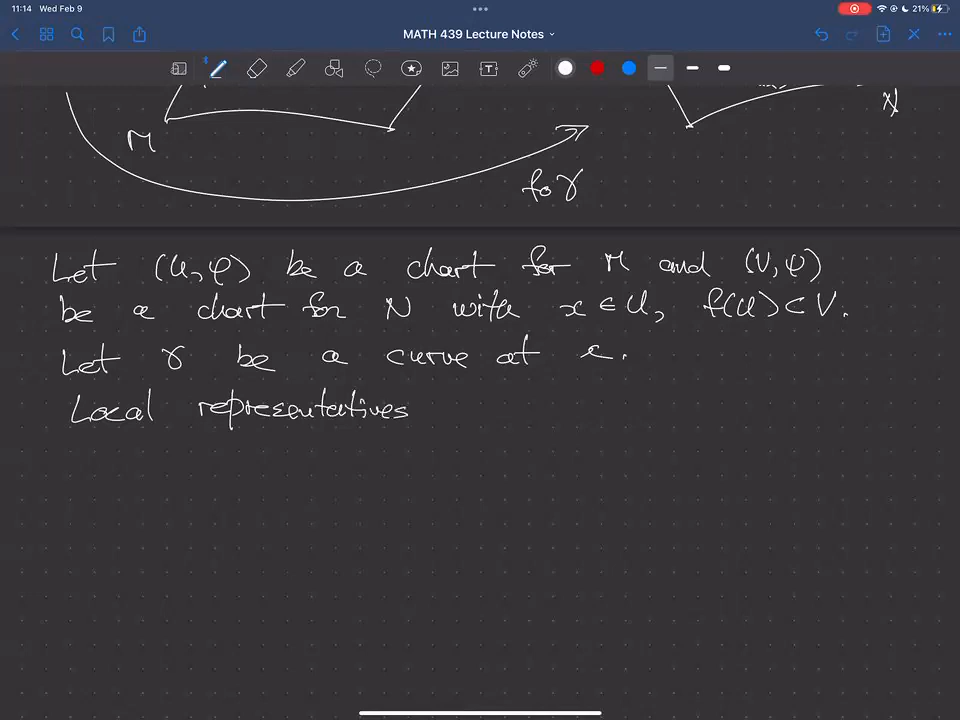 11:14 Wed Feb 9
21%
MATH 439 Lecture Notes
M
N
f∘γ
Let (U,φ) be a chart for M and (V,ψ)
be a chart for N with x ∈ U, f(U) ⊂ V.
Let γ be a curve at x.
Local representatives